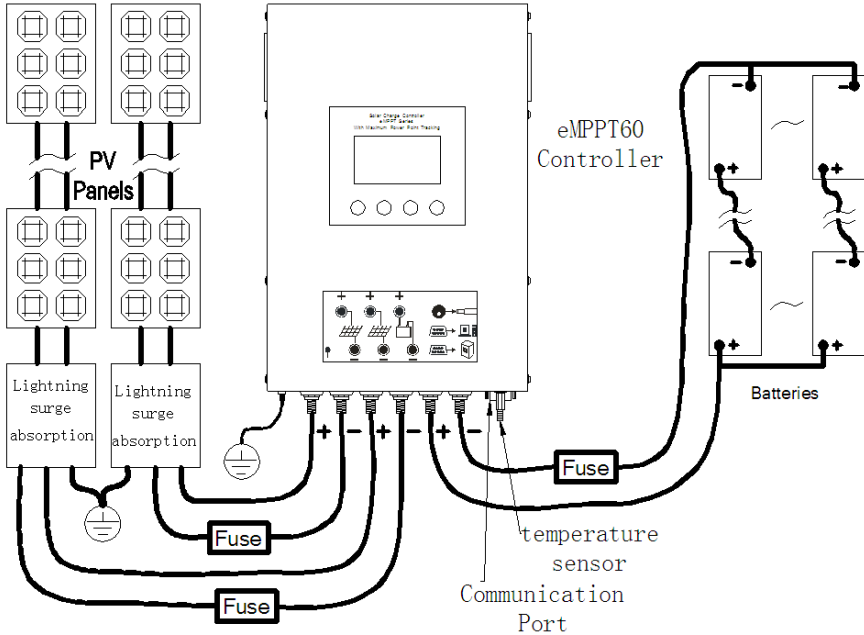 PV
Panels
Solar Charge Controller
eMPPT Series
With Maximum Power Point Tracking
eMPPT60
Controller
+ + +
- - -
- -
+ +
- -
+ +
Batteries
Lightning
surge
absorption
Lightning
surge
absorption
+ - + - + -
Fuse
Fuse
Fuse
temperature
sensor
Communication
Port